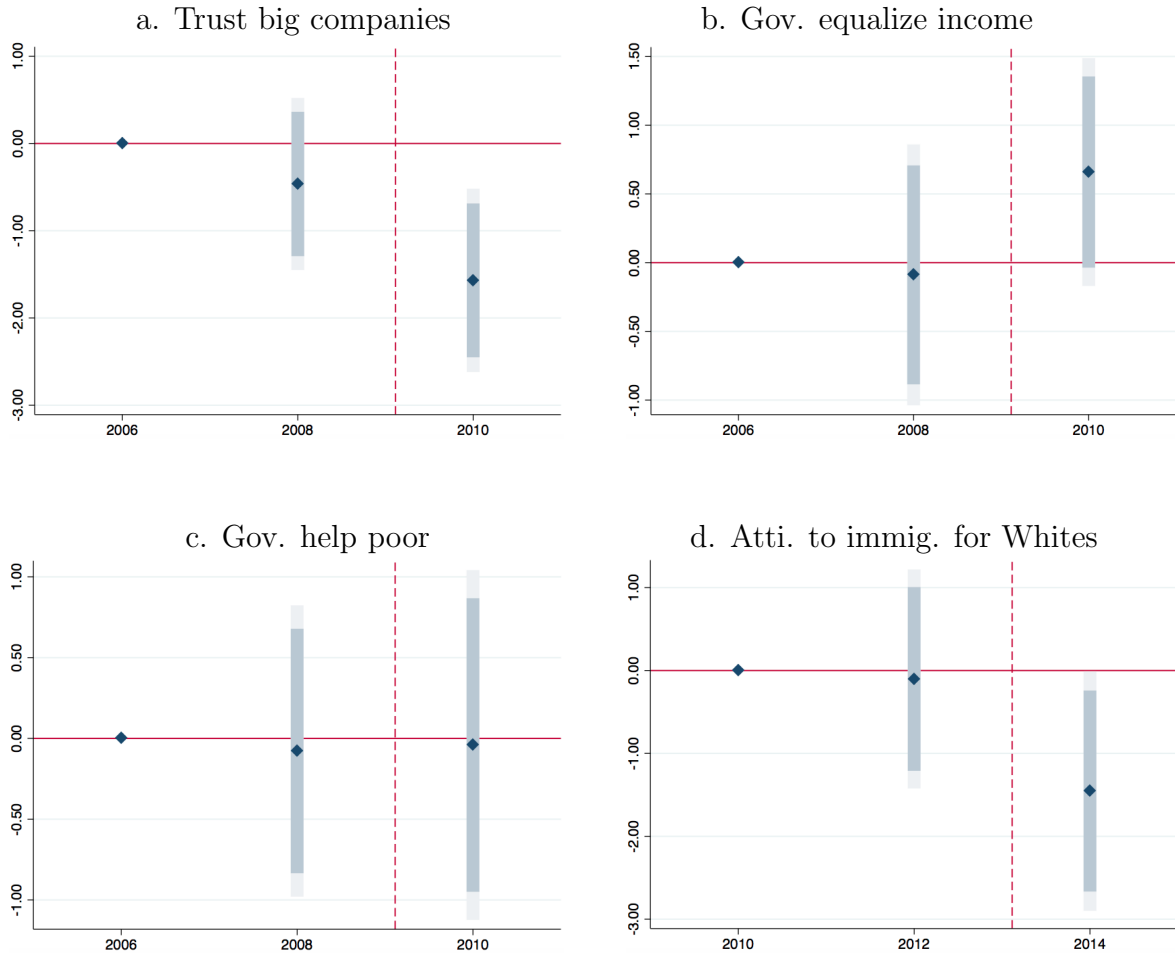 a. Trust big companies
1.00
0.00
-1.00
-2.00
-3.00
2006 2008 2010
b. Gov. equalize income
1.50
1.00
0.50
0.00
-0.50
-1.00
2006 2008 2010
c. Gov. help poor
1.00
0.50
0.00
-0.50
-1.00
2006 2008 2010
d. Atti. to immig. for Whites
1.00
0.00
-1.00
-2.00
-3.00
2010 2012 2014